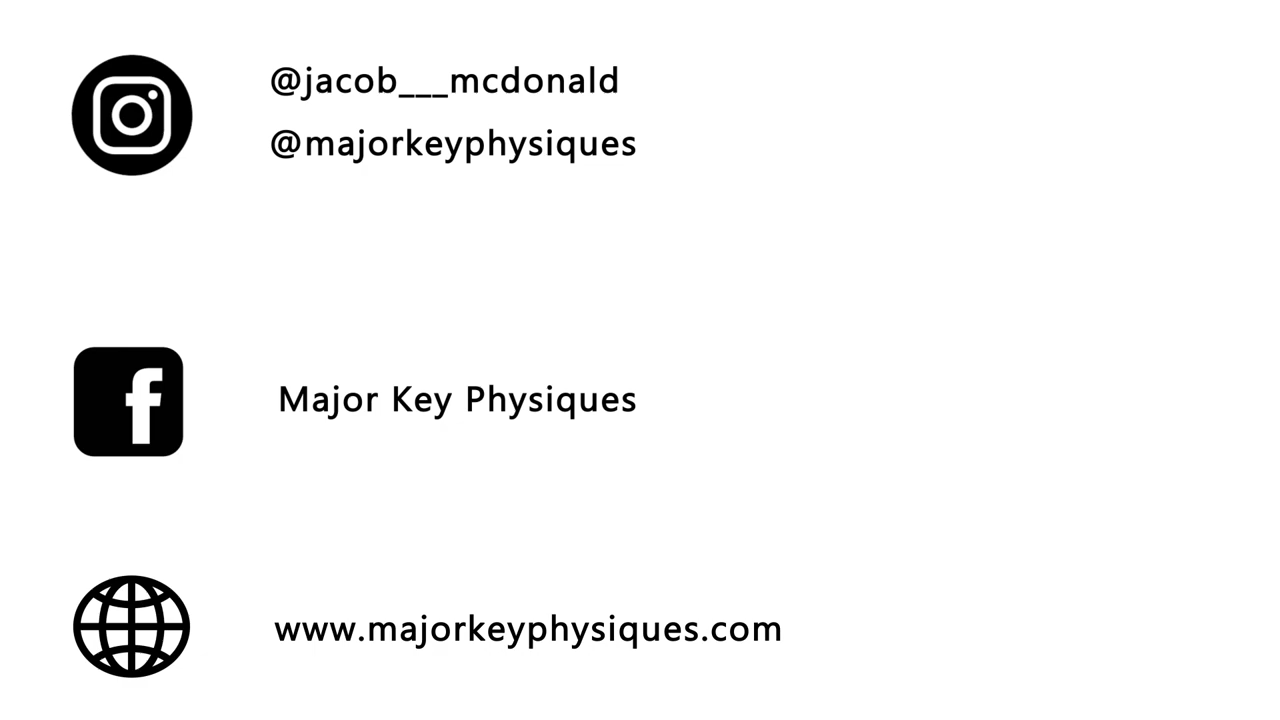 @jacob___mcdonald
@majorkeyphysiques
Major Key Physiques
www.majorkeyphysiques.com